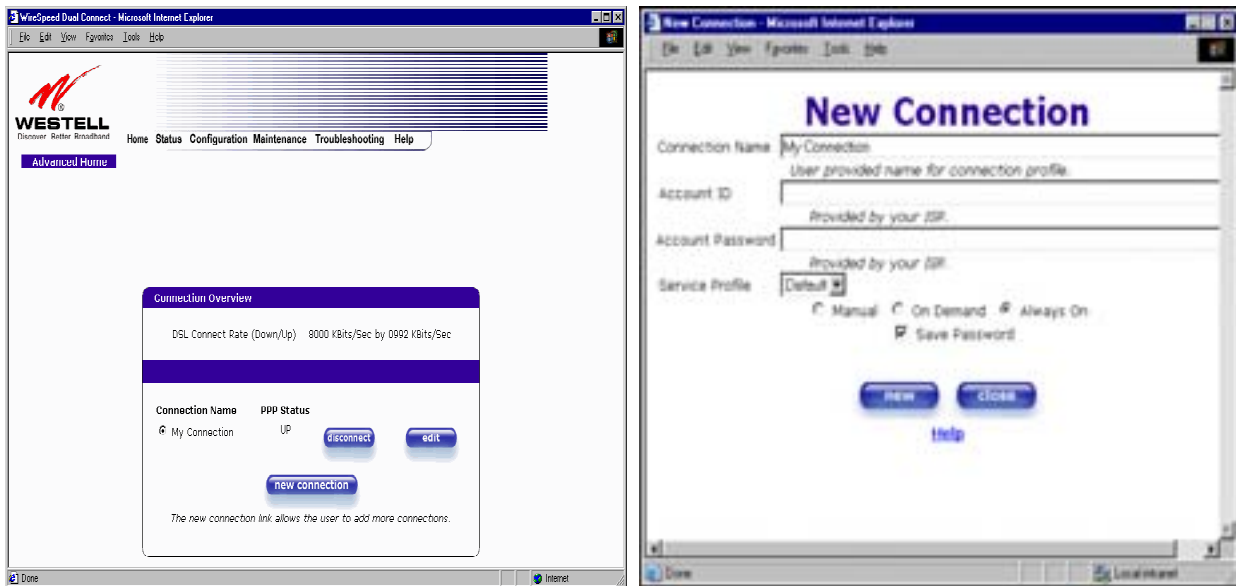 WireSpeed Dual Connect - Microsoft Internet Explorer
File Edit View Favorites Tools Help
WESTELL
®
Discover Better Broadband
Home Status Configuration Maintenance Troubleshooting Help
Advanced Home
Connection Overview
DSL Connect Rate (Down/Up) 8000 KBits/Sec by 0992 KBits/Sec
Connection Name PPP Status
My Connection UP disconnect edit
new connection
The new connection link allows the user to add more connections.
Done Internet
New Connection - Microsoft Internet Explorer
File Edit View Favorites Tools Help
New Connection
Connection Name My Connection
User provided name for connection profile.
Account ID
Provided by your ISP.
Account Password
Provided by your ISP.
Service Profile Default
Manual On Demand Always On
Save Password
new close
Help
Done Local intranet